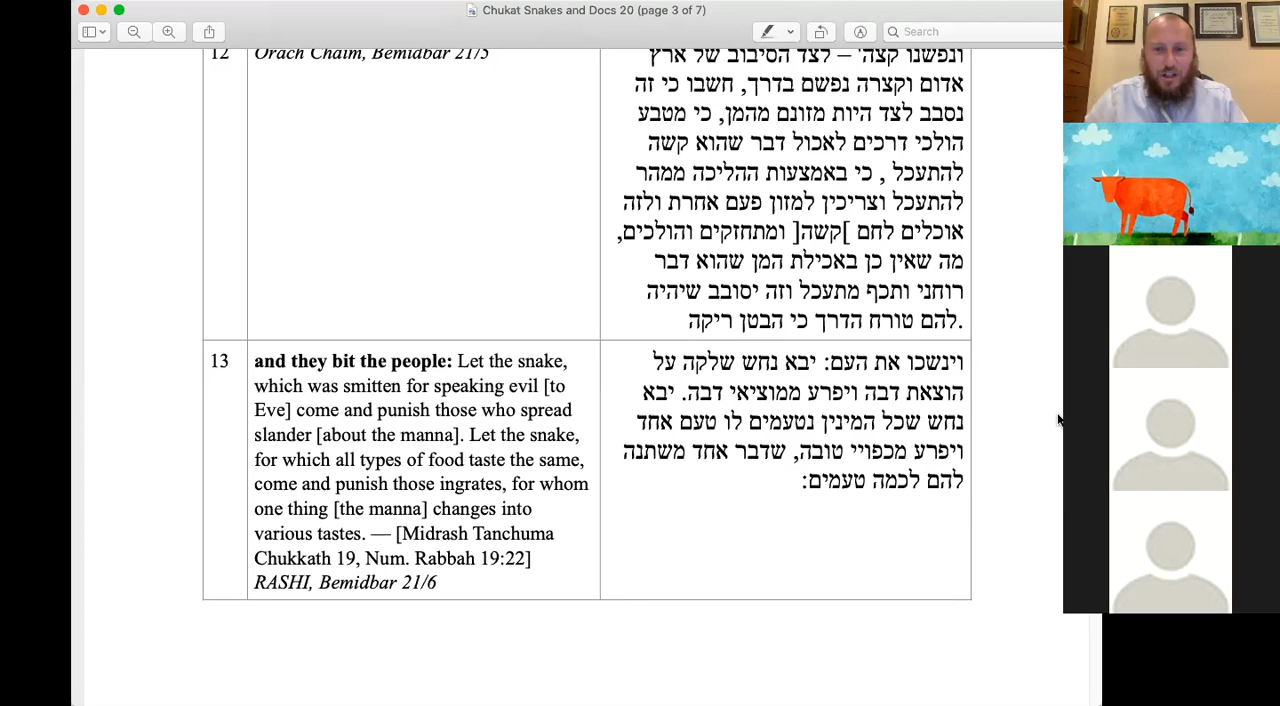 Chukat Snakes and Docs 20 (page 3 of 7)
Search
12
Orach Chaim, Bemidbar 21/5
ונפשנו קצה' – לצד הסיבוב של ארץ
אדום וקצרה נפשם בדרך, חשבו כי זה
נסבב לצד היות מזונם מהמן, כי מטבע
הולכי דרכים לאכול דבר שהוא קשה
להתעכל , כי באמצעות ההליכה ממהר
להתעכל וצריכין למזון פעם אחרת ולזה
אוכלים לחם ]קשה[ ומתחזקים והולכים,
מה שאין כן באכילת המן שהוא דבר
רוחני ותכף מתעכל וזה יסובב שיהיה
.להם טורח הדרך כי הבטן ריקה
13
and they bit the people: Let the snake,
which was smitten for speaking evil [to
Eve] come and punish those who spread
slander [about the manna]. Let the snake,
for which all types of food taste the same,
come and punish those ingrates, for whom
one thing [the manna] changes into
various tastes. — [Midrash Tanchuma
Chukkath 19, Num. Rabbah 19:22]
RASHI, Bemidbar 21/6
וינשכו את העם: יבא נחש שלקה על
הוצאת דבה ויפרע ממוציאי דבה. יבא
נחש שכל המינין נטעמים לו טעם אחד
ויפרע מכפויי טובה, שדבר אחד משתנה
להם לכמה טעמים: